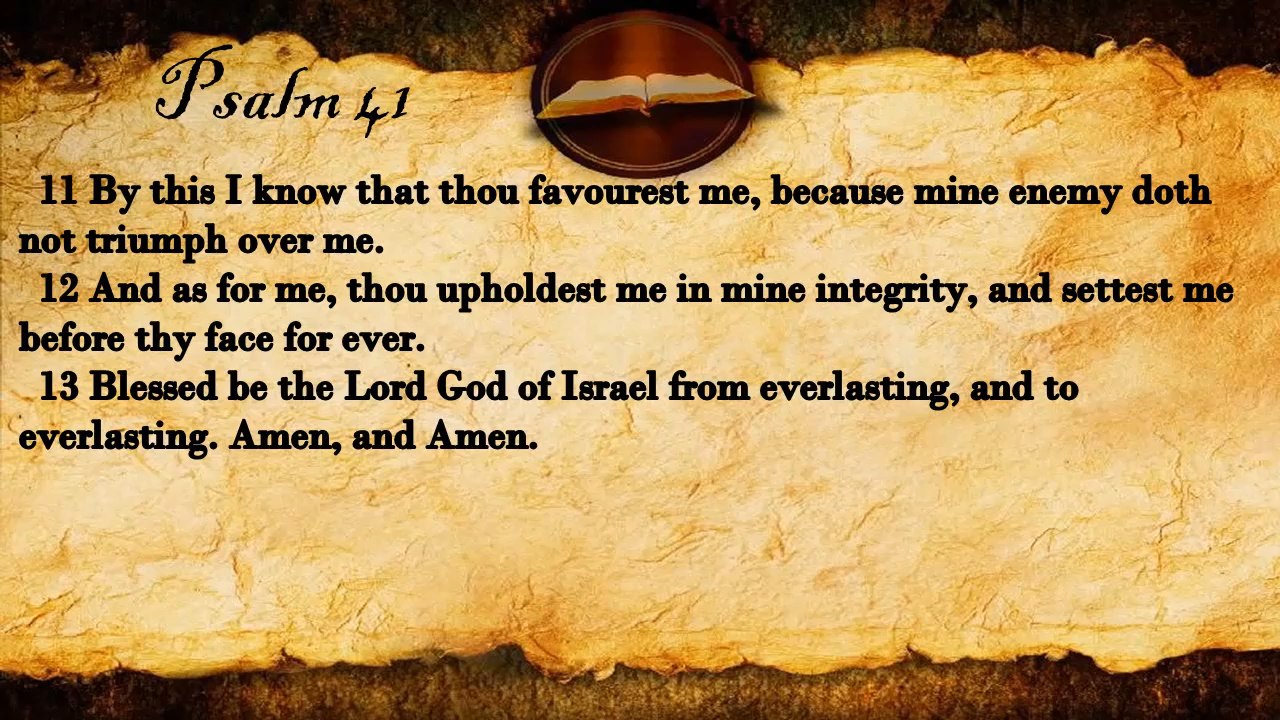 Psalm 41
11 By this I know that thou favourest me, because mine enemy doth
not triumph over me.
12 And as for me, thou upholdest me in mine integrity, and settest me
before thy face for ever.
13 Blessed be the Lord God of Israel from everlasting, and to
everlasting. Amen, and Amen.